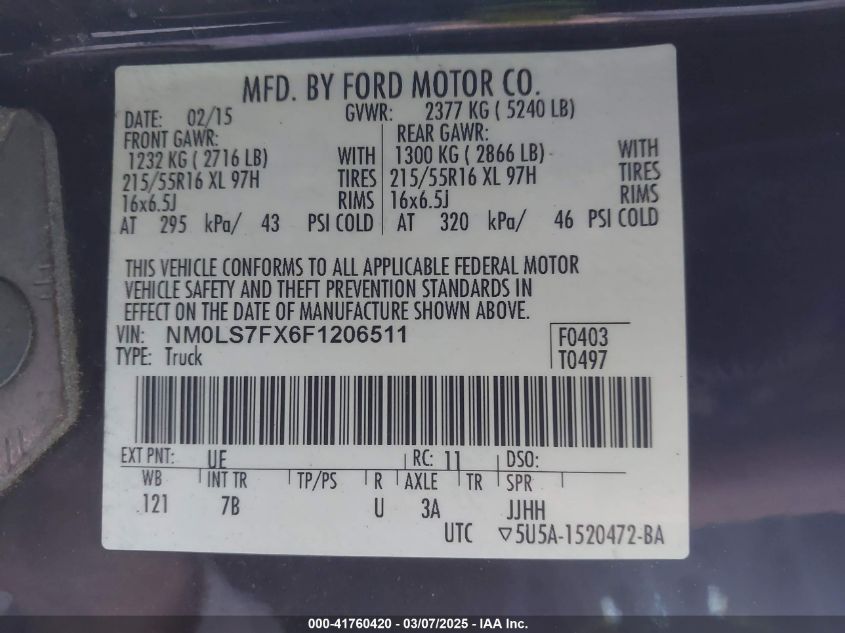 MFD. BY FORD MOTOR CO.
DATE: 02/15 GVWR: 2377 KG ( 5240 LB)
FRONT GAWR: REAR GAWR:
1232 KG ( 2716 LB) WITH 1300 KG ( 2866 LB) WITH
215/55R16 XL 97H TIRES 215/55R16 XL 97H TIRES
16x6.5J RIMS 16x6.5J RIMS
AT 295 kPa/ 43 PSI COLD AT 320 kPa/ 46 PSI COLD
THIS VEHICLE CONFORMS TO ALL APPLICABLE FEDERAL MOTOR
VEHICLE SAFETY AND THEFT PREVENTION STANDARDS IN
EFFECT ON THE DATE OF MANUFACTURE SHOWN ABOVE.
VIN: NM0LS7FX6F1206511 F0403
TYPE: Truck T0497
EXT PNT: UE RC: 11 DSO:
WB INT TR TP/PS R AXLE TR SPR
121 7B U 3A JJHH
UTC ▽5U5A-1520472-BA
000-41760420 - 03/07/2025 - IAA Inc.